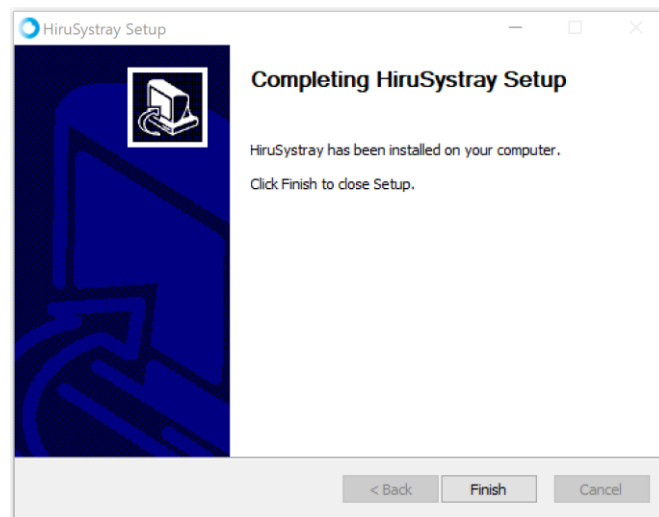 HiruSystray Setup
Completing HiruSystray Setup
HiruSystray has been installed on your computer.
Click Finish to close Setup.
< Back
Finish
Cancel